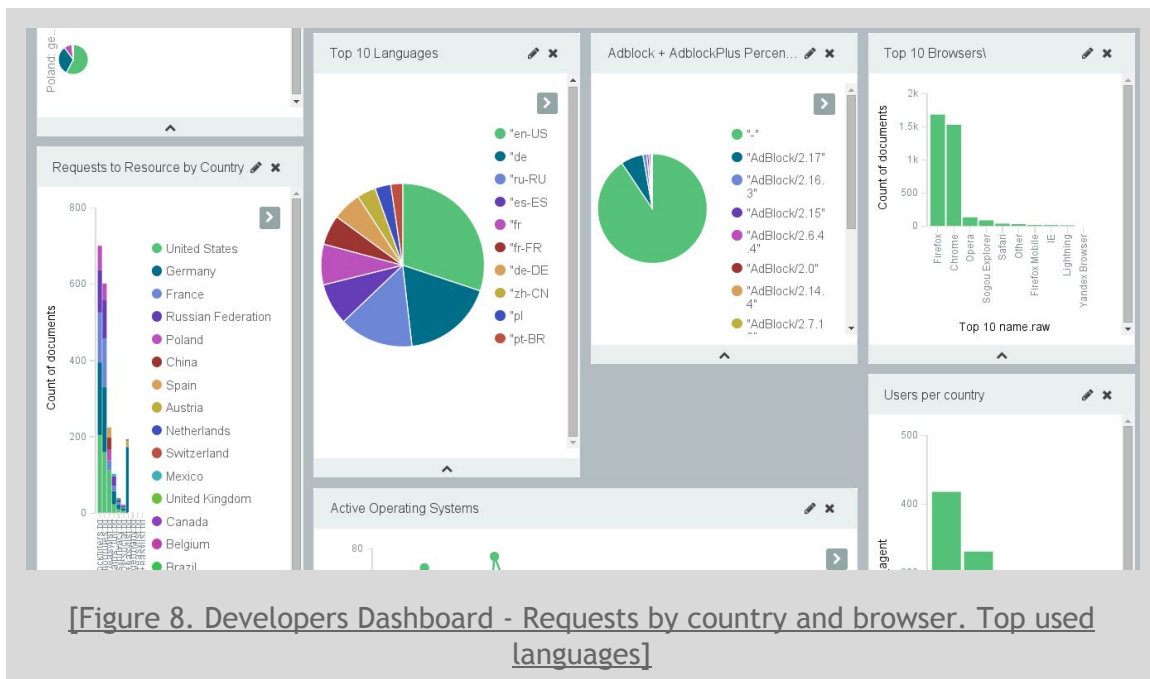 Poland: ge...
Requests to Resource by Country
800
600
400
200
0
Count of documents
United States
Germany
France
Russian Federation
Poland
China
Spain
Austria
Netherlands
Switzerland
Mexico
United Kingdom
Canada
Belgium
Brazil
Top 10 Languages
"en-US
"de
"ru-RU
"es-ES
"fr
"fr-FR
"de-DE
"zh-CN
"pl
"pt-BR
Adblock + AdblockPlus Percen...
"-"
"AdBlock/2.17"
"AdBlock/2.16.
3"
"AdBlock/2.15"
"AdBlock/2.6.4
.4"
"AdBlock/2.0"
"AdBlock/2.14.
4"
"AdBlock/2.7.1
Top 10 Browsers\
2k
1.5k
1k
500
0
Count of documents
Firefox
Chrome
Opera
Sogou Explorer
Safari
Other
Firefox Mobile
IE
Lightning
Yandex Browser
Top 10 name.raw
Active Operating Systems
80
Users per country
500
400
agent
[Figure 8. Developers Dashboard - Requests by country and browser. Top used
languages]